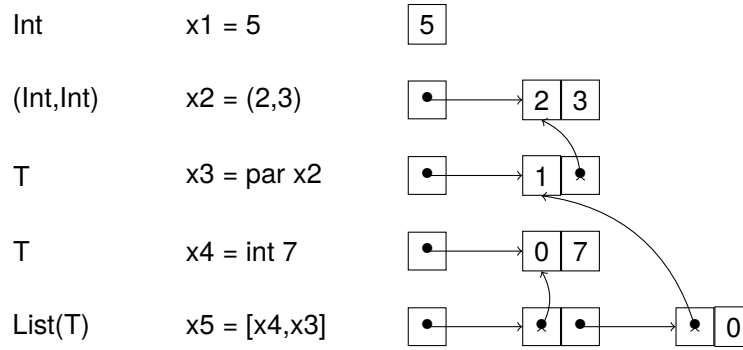 Int x1 = 5 5
(Int,Int) x2 = (2,3) 2 3
T x3 = par x2 1
T x4 = int 7 0 7
List(T) x5 = [x4,x3] 0